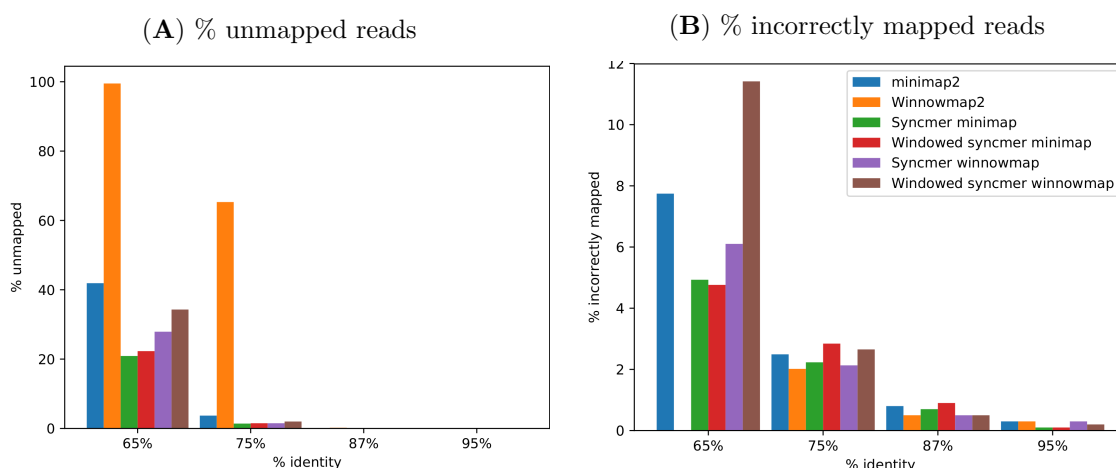 (A) % unmapped reads
100
80
60
40
20
0
% unmapped
65%
75%
87%
95%
% identity
(B) % incorrectly mapped reads
12
10
8
6
4
2
0
% incorrectly mapped
minimap2
Winnowmap2
Syncmer minimap
Windowed syncmer minimap
Syncmer winnowmap
Windowed syncmer winnowmap
65%
75%
87%
95%
% identity